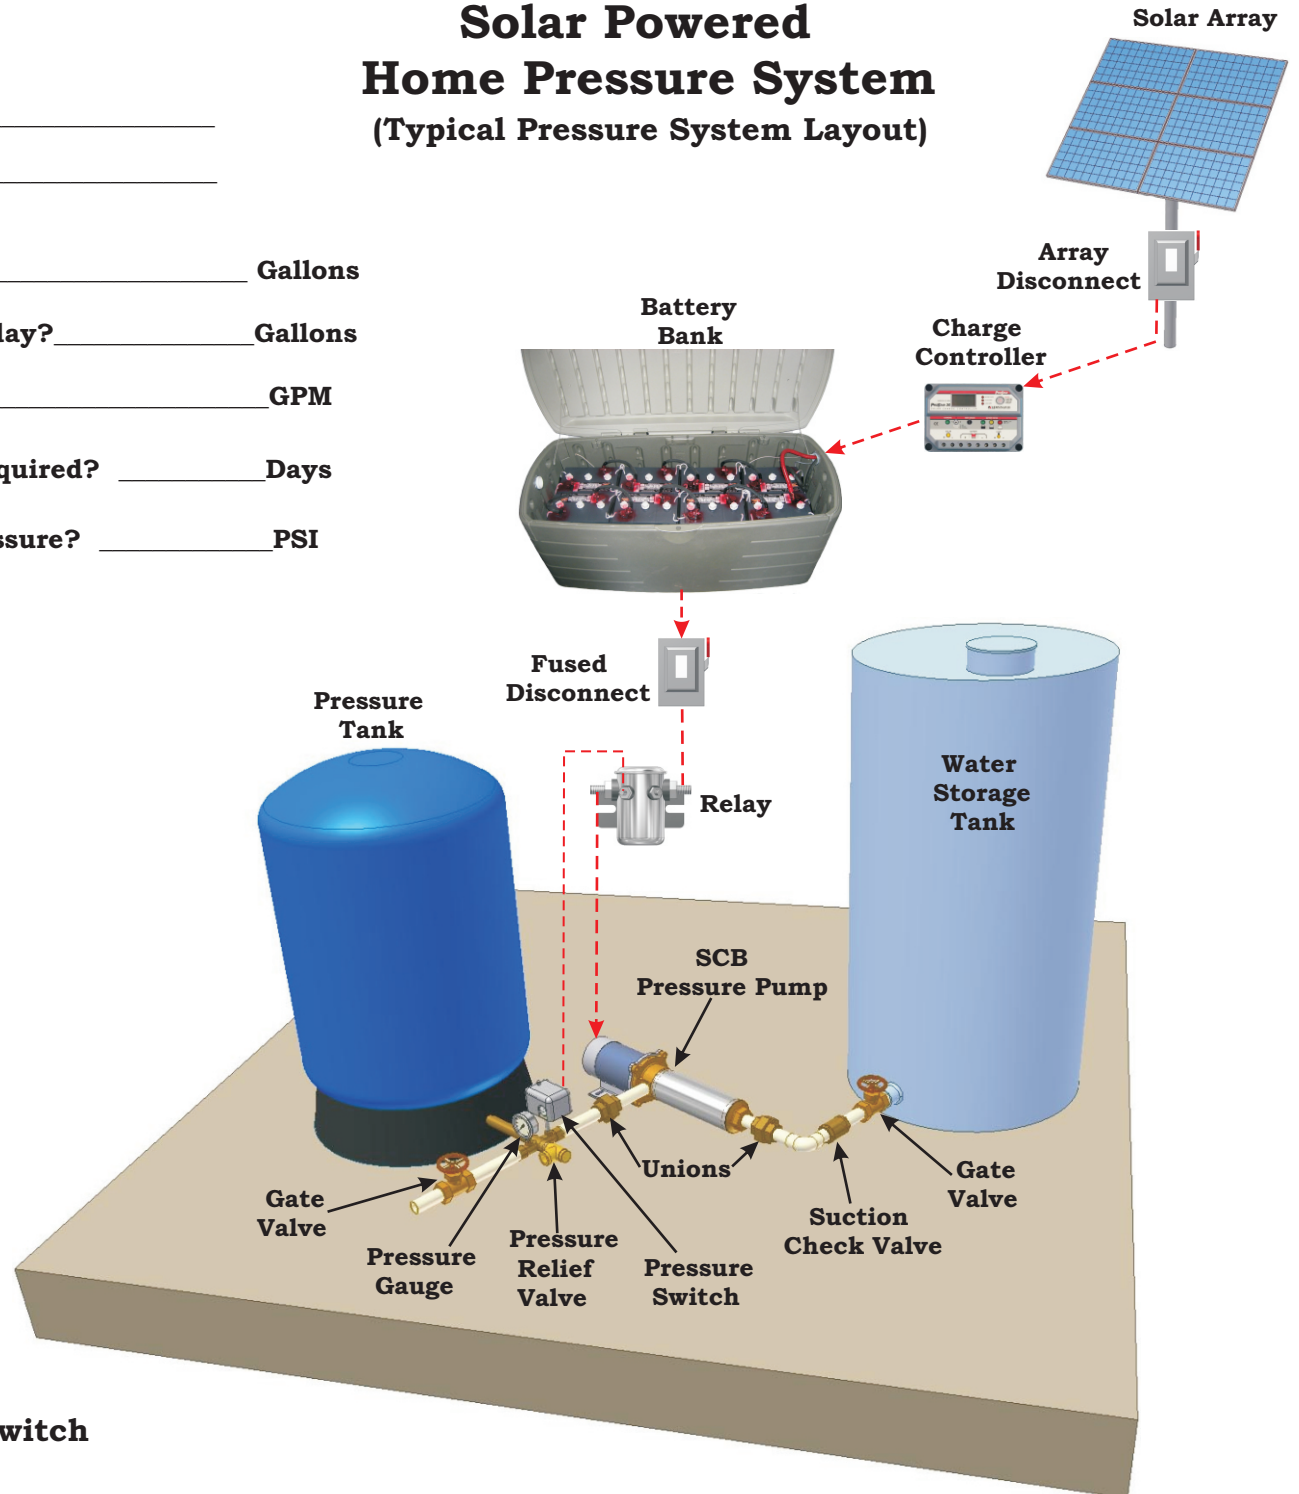 Solar Powered
Home Pressure System
(Typical Pressure System Layout)
Solar Array
Gallons
lay? Gallons
GPM
quired? Days
ssure? PSI
Array
Disconnect
Charge
Controller
Battery
Bank
Fused
Disconnect
Relay
Pressure
Tank
Water
Storage
Tank
SCB
Pressure Pump
Unions
Gate
Valve
Pressure
Gauge
Pressure
Relief
Valve
Pressure
Switch
Suction
Check Valve
Gate
Valve
witch